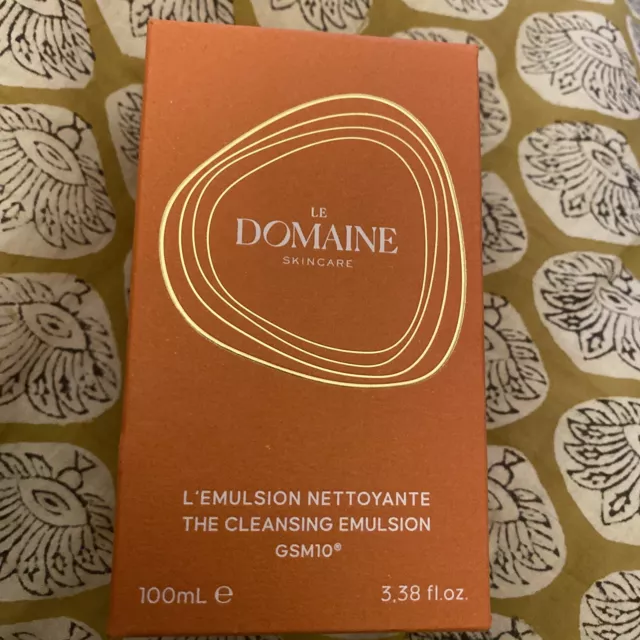 LE
DOMAINE
SKINCARE
L'EMULSION NETTOYANTE
THE CLEANSING EMULSION
GSM10®
100mL ℮ 3,38 fl.oz.